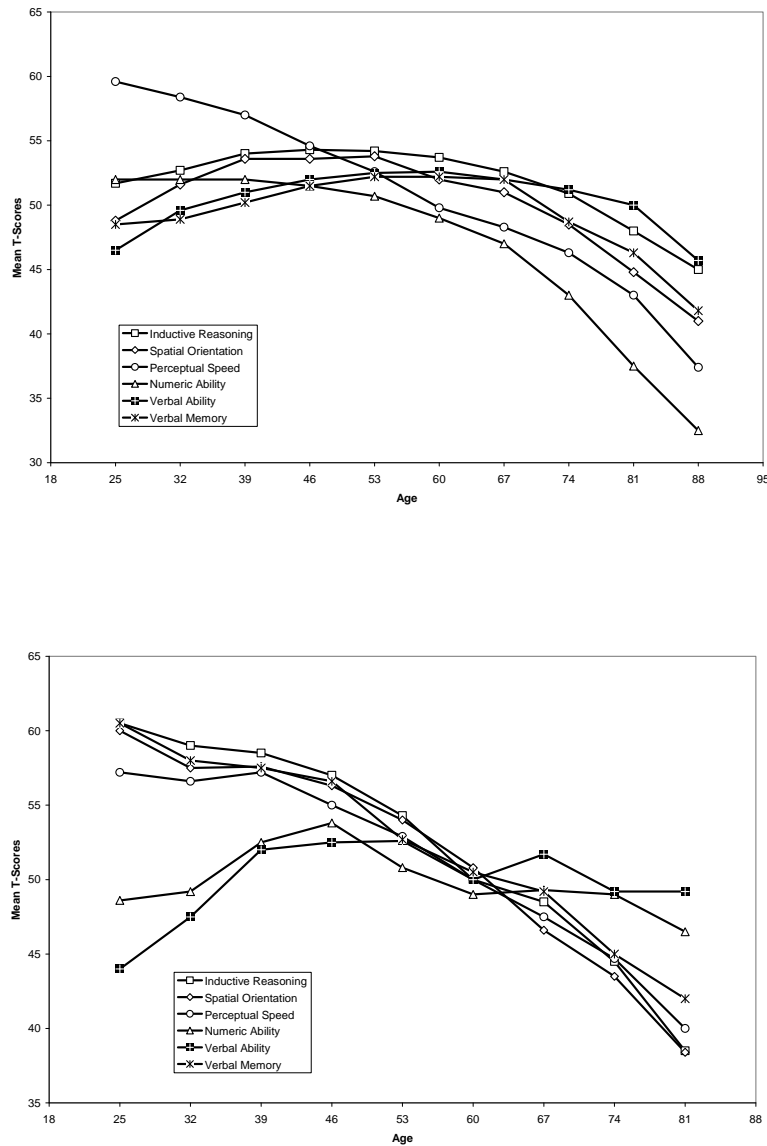 65
60
55
50
45
40
35
30
Mean T-Scores
Inductive Reasoning
Spatial Orientation
Perceptual Speed
Numeric Ability
Verbal Ability
Verbal Memory
18 25 32 39 46 53 60 67 74 81 88 95
Age
65
60
55
50
45
40
35
Mean T-Scores
Inductive Reasoning
Spatial Orientation
Perceptual Speed
Numeric Ability
Verbal Ability
Verbal Memory
18 25 32 39 46 53 60 67 74 81 88
Age